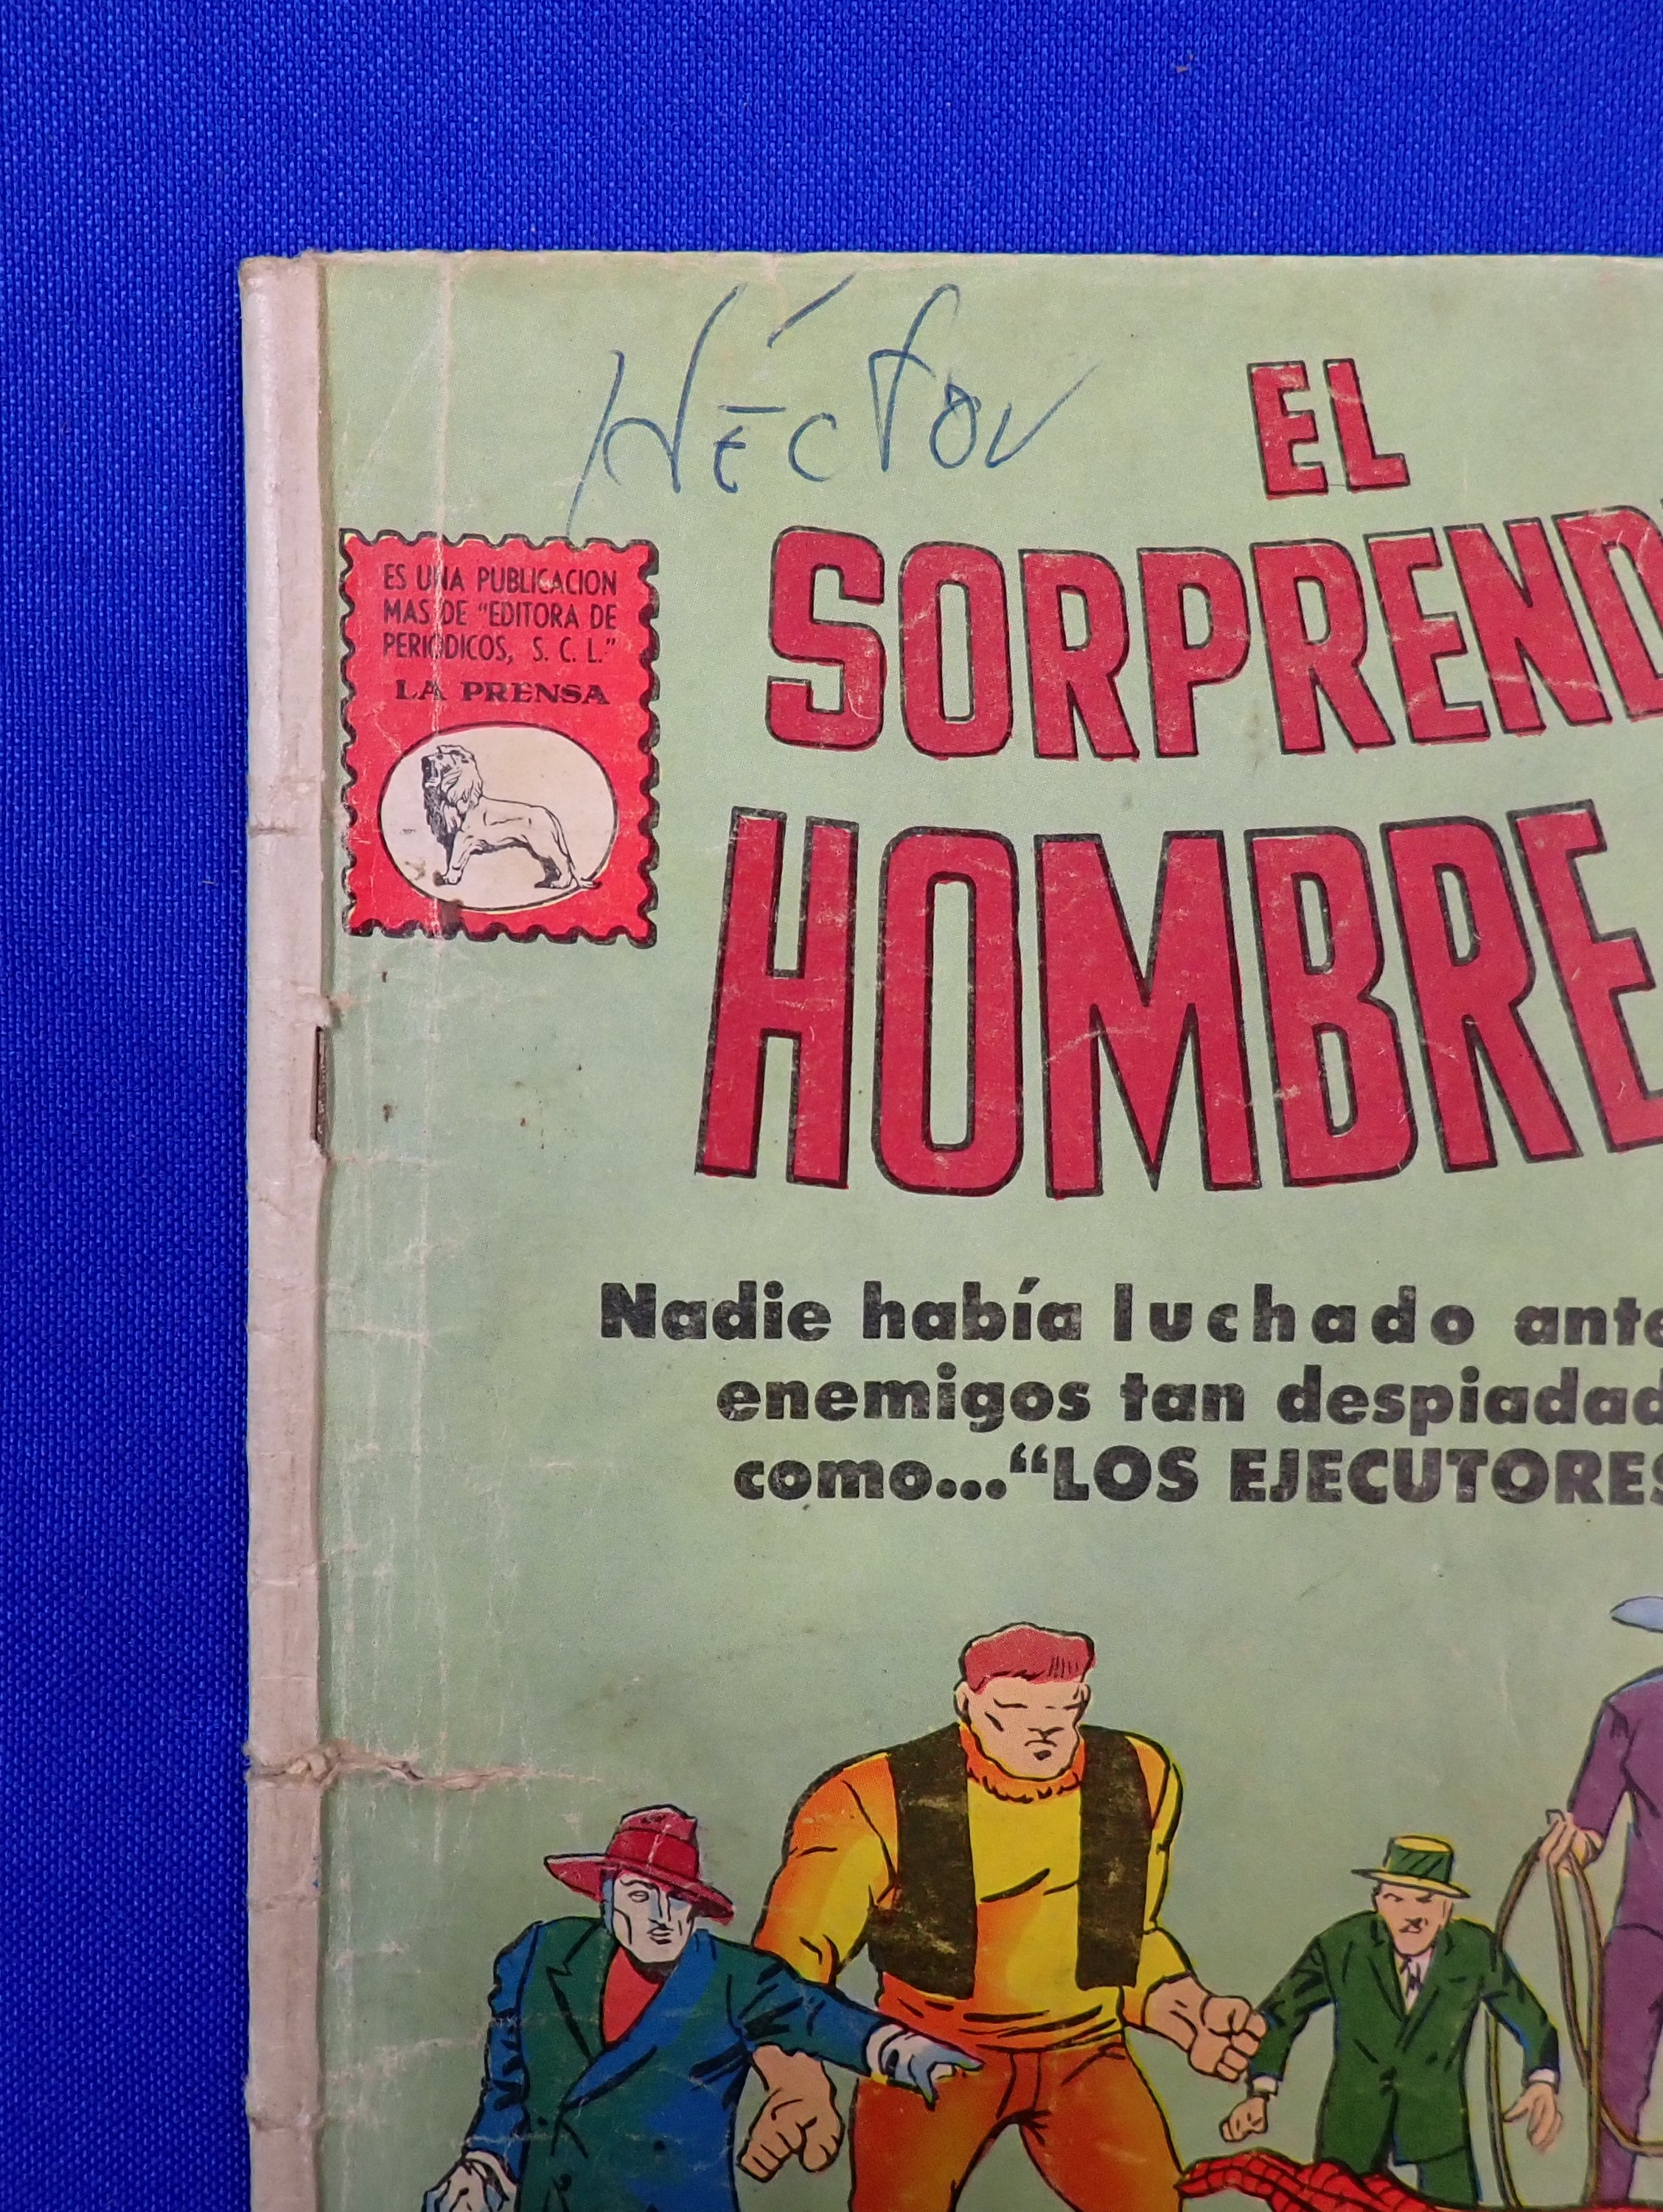 Héctor
EL
SORPREND
HOMBRE
ES UNA PUBLICACION
MAS DE "EDITORA DE
PERIODICOS, S. C. L."
LA PRENSA
Nadie había luchado ante
enemigos tan despiadad
como..."LOS EJECUTORES